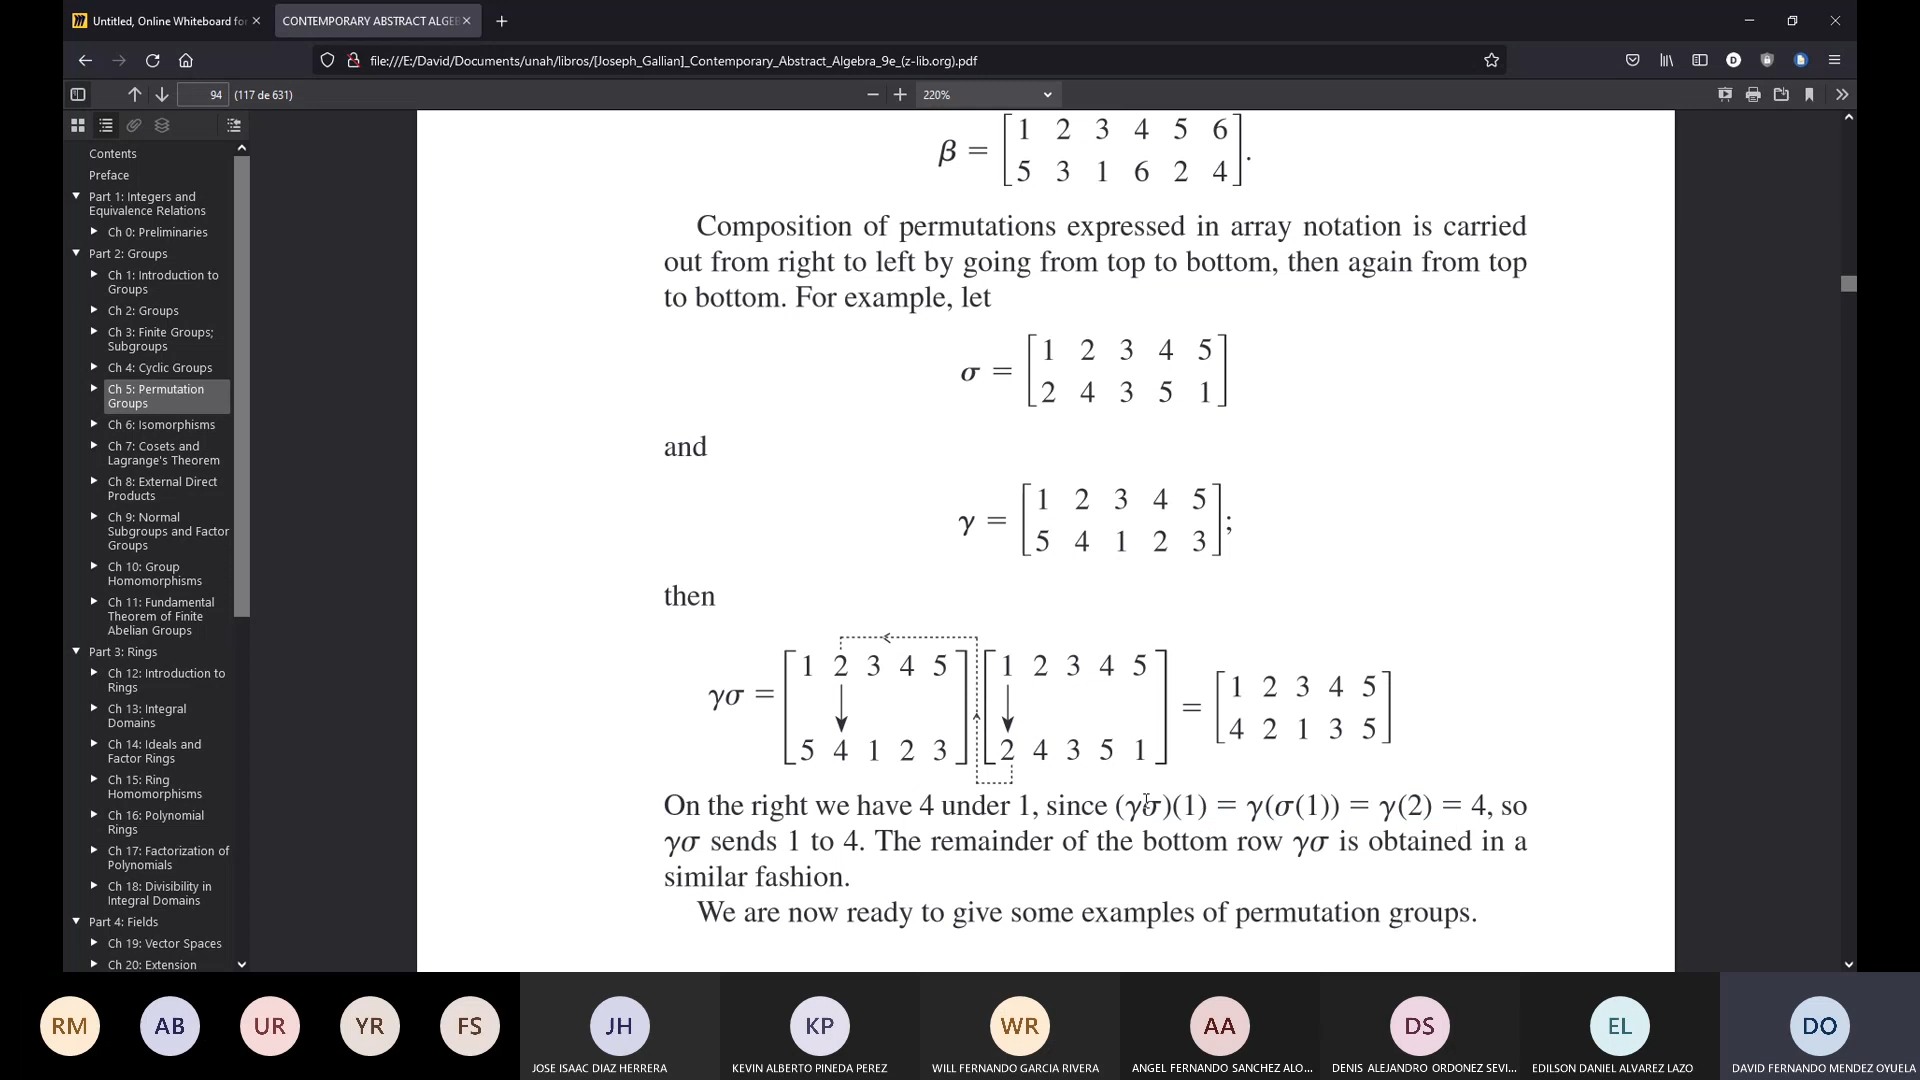 Untitled, Online Whiteboard for
CONTEMPORARY ABSTRACT ALGEB
file:///E:/David/Documents/unah/libros/[Joseph_Gallian]_Contemporary_Abstract_Algebra_9e_(z-lib.org).pdf
94 (117 de 631)
220%
Contents
Preface
Part 1: Integers and
Equivalence Relations
Ch 0: Preliminaries
Part 2: Groups
Ch 1: Introduction to
Groups
Ch 2: Groups
Ch 3: Finite Groups;
Subgroups
Ch 4: Cyclic Groups
Ch 5: Permutation
Groups
Ch 6: Isomorphisms
Ch 7: Cosets and
Lagrange's Theorem
Ch 8: External Direct
Products
Ch 9: Normal
Subgroups and Factor
Groups
Ch 10: Group
Homomorphisms
Ch 11: Fundamental
Theorem of Finite
Abelian Groups
Part 3: Rings
Ch 12: Introduction to
Rings
Ch 13: Integral
Domains
Ch 14: Ideals and
Factor Rings
Ch 15: Ring
Homomorphisms
Ch 16: Polynomial
Rings
Ch 17: Factorization of
Polynomials
Ch 18: Divisibility in
Integral Domains
Part 4: Fields
Ch 19: Vector Spaces
Ch 20: Extension
1 2 3 4 5 6
β =
5 3 1 6 2 4 .
Composition of permutations expressed in array notation is carried
out from right to left by going from top to bottom, then again from top
to bottom. For example, let
1 2 3 4 5
σ =
2 4 3 5 1
and
1 2 3 4 5
γ = ;
5 4 1 2 3
then
1 2 3 4 5 1 2 3 4 5 1 2 3 4 5
γσ = =
5 4 1 2 3 2 4 3 5 1 4 2 1 3 5
On the right we have 4 under 1, since (γσ)(1) = γ(σ(1)) = γ(2) = 4, so
γσ sends 1 to 4. The remainder of the bottom row γσ is obtained in a
similar fashion.
We are now ready to give some examples of permutation groups.
RM AB UR YR FS JH KP WR AA DS EL DO
JOSE ISAAC DIAZ HERRERA
KEVIN ALBERTO PINEDA PEREZ
WILL FERNANDO GARCIA RIVERA
ANGEL FERNANDO SANCHEZ ALO...
DENIS ALEJANDRO ORDONEZ SEVI...
EDILSON DANIEL ALVAREZ LAZO
DAVID FERNANDO MENDEZ OYUELA